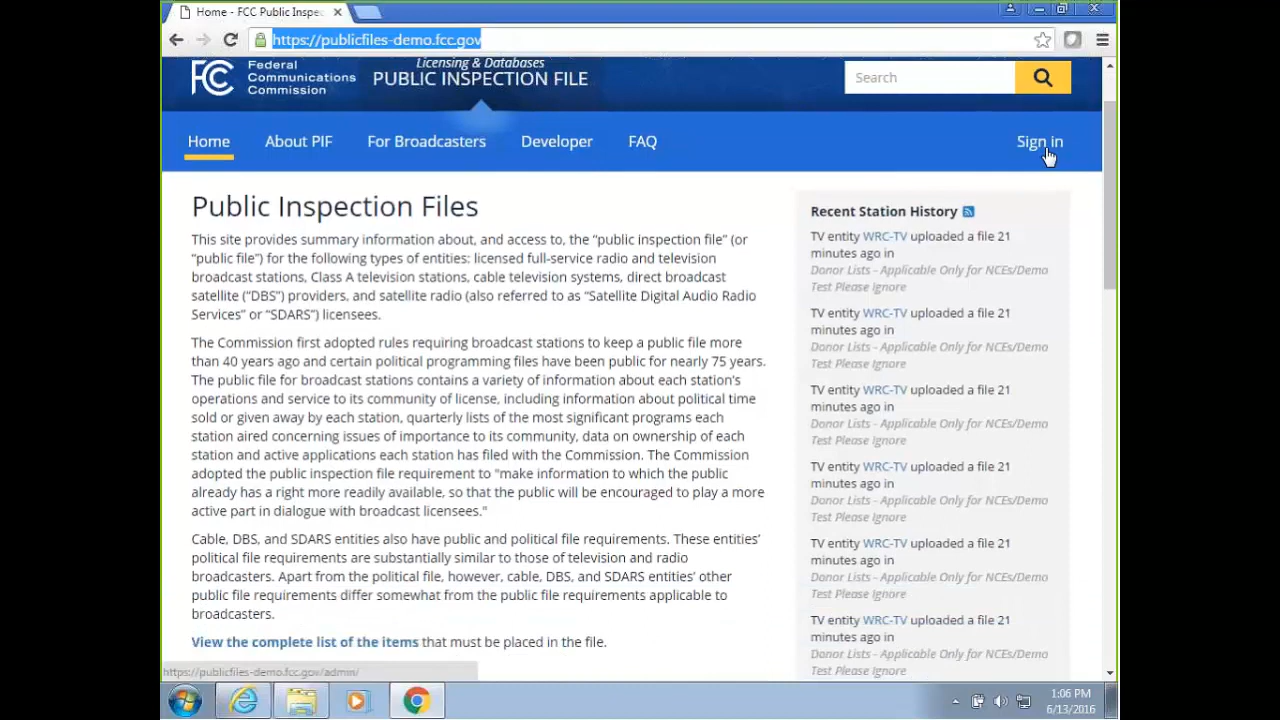 Home - FCC Public Inspe
https://publicfiles-demo.fcc.gov
FCC
Federal
Communications
Commission
Licensing & Databases
PUBLIC INSPECTION FILE
Search
Home
About PIF
For Broadcasters
Developer
FAQ
Sign in
Public Inspection Files
This site provides summary information about, and access to, the “public inspection file” (or
“public file”) for the following types of entities: licensed full-service radio and television
broadcast stations, Class A television stations, cable television systems, direct broadcast
satellite (“DBS”) providers, and satellite radio (also referred to as “Satellite Digital Audio Radio
Services” or “SDARS”) licensees.
The Commission first adopted rules requiring broadcast stations to keep a public file more
than 40 years ago and certain political programming files have been public for nearly 75 years.
The public file for broadcast stations contains a variety of information about each station's
operations and service to its community of license, including information about political time
sold or given away by each station, quarterly lists of the most significant programs each
station aired concerning issues of importance to its community, data on ownership of each
station and active applications each station has filed with the Commission. The Commission
adopted the public inspection file requirement to “make information to which the public
already has a right more readily available, so that the public will be encouraged to play a more
active part in dialogue with broadcast licensees."
Cable, DBS, and SDARS entities also have public and political file requirements. These entities’
political file requirements are substantially similar to those of television and radio
broadcasters. Apart from the political file, however, cable, DBS, and SDARS entities’ other
public file requirements differ somewhat from the public file requirements applicable to
broadcasters.
View the complete list of the items that must be placed in the file.
Recent Station History
TV entity WRC-TV uploaded a file 21
minutes ago in
Donor Lists - Applicable Only for NCEs/Demo
Test Please Ignore
TV entity WRC-TV uploaded a file 21
minutes ago in
Donor Lists - Applicable Only for NCEs/Demo
Test Please Ignore
TV entity WRC-TV uploaded a file 21
minutes ago in
Donor Lists - Applicable Only for NCEs/Demo
Test Please Ignore
TV entity WRC-TV uploaded a file 21
minutes ago in
Donor Lists - Applicable Only for NCEs/Demo
Test Please Ignore
TV entity WRC-TV uploaded a file 21
minutes ago in
Donor Lists - Applicable Only for NCEs/Demo
Test Please Ignore
TV entity WRC-TV uploaded a file 21
minutes ago in
Donor Lists - Applicable Only for NCEs/Demo
Test Please Ignore
https://publicfiles-demo.fcc.gov/admin/
1:06 PM
6/13/2016